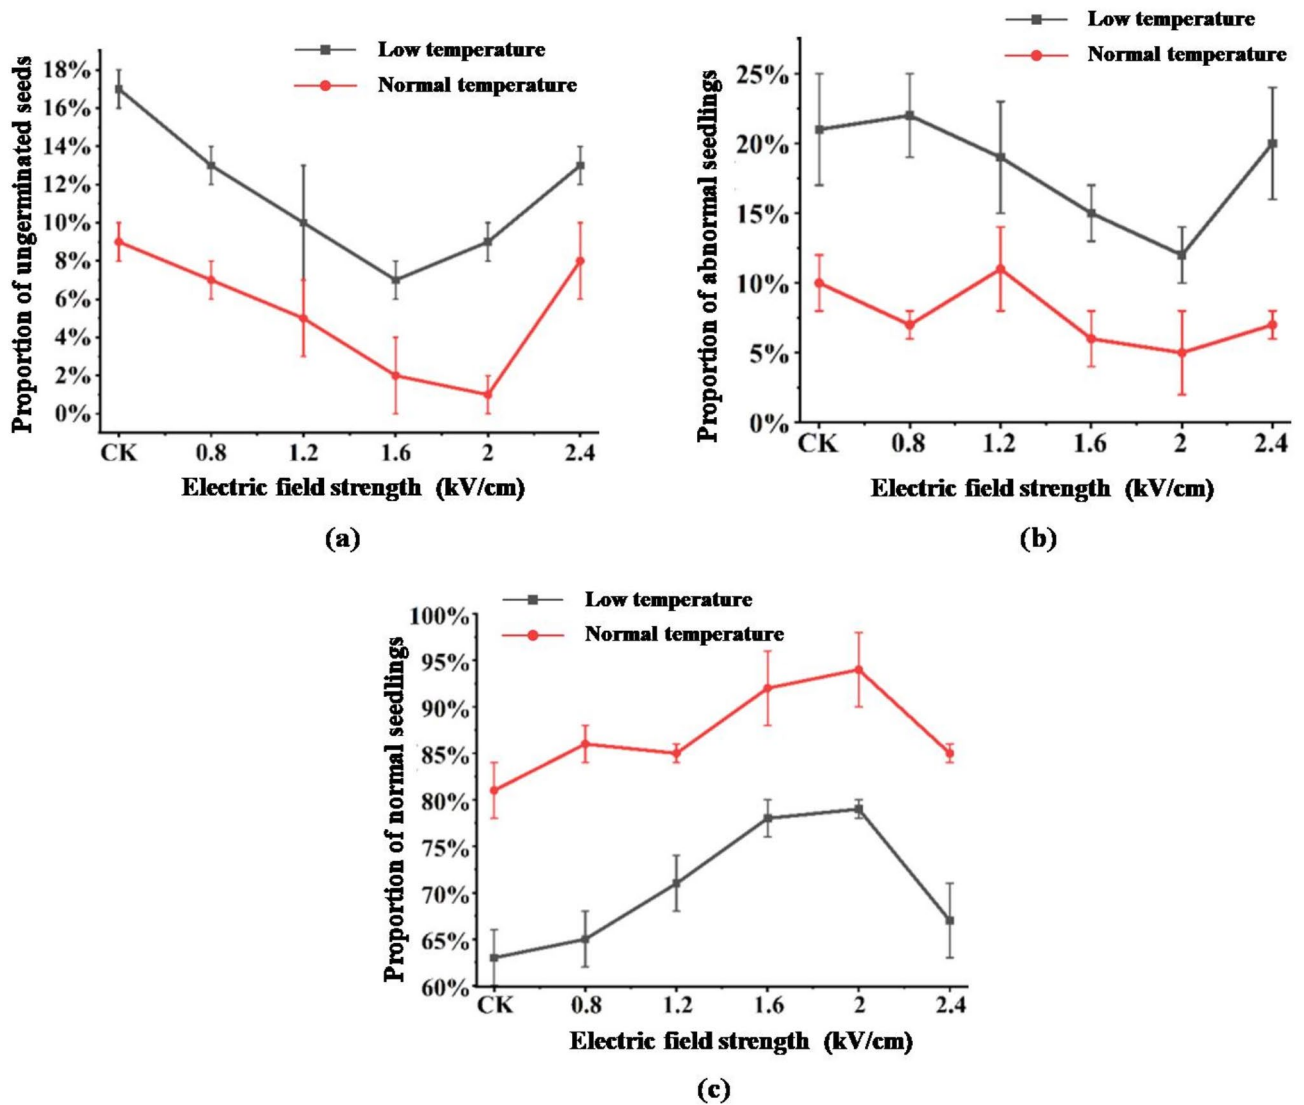 Low temperature
Normal temperature
Proportion of ungerminated seeds
18%
16%
14%
12%
10%
8%
6%
4%
2%
0%
CK 0.8 1.2 1.6 2 2.4
Electric field strength (kV/cm)
(a)
Low temperature
Normal temperature
Proportion of abnormal seedlings
25%
20%
15%
10%
5%
0%
CK 0.8 1.2 1.6 2 2.4
Electric field strength (kV/cm)
(b)
Low temperature
Normal temperature
Proportion of normal seedlings
100%
95%
90%
85%
80%
75%
70%
65%
60%
CK 0.8 1.2 1.6 2 2.4
Electric field strength (kV/cm)
(c)